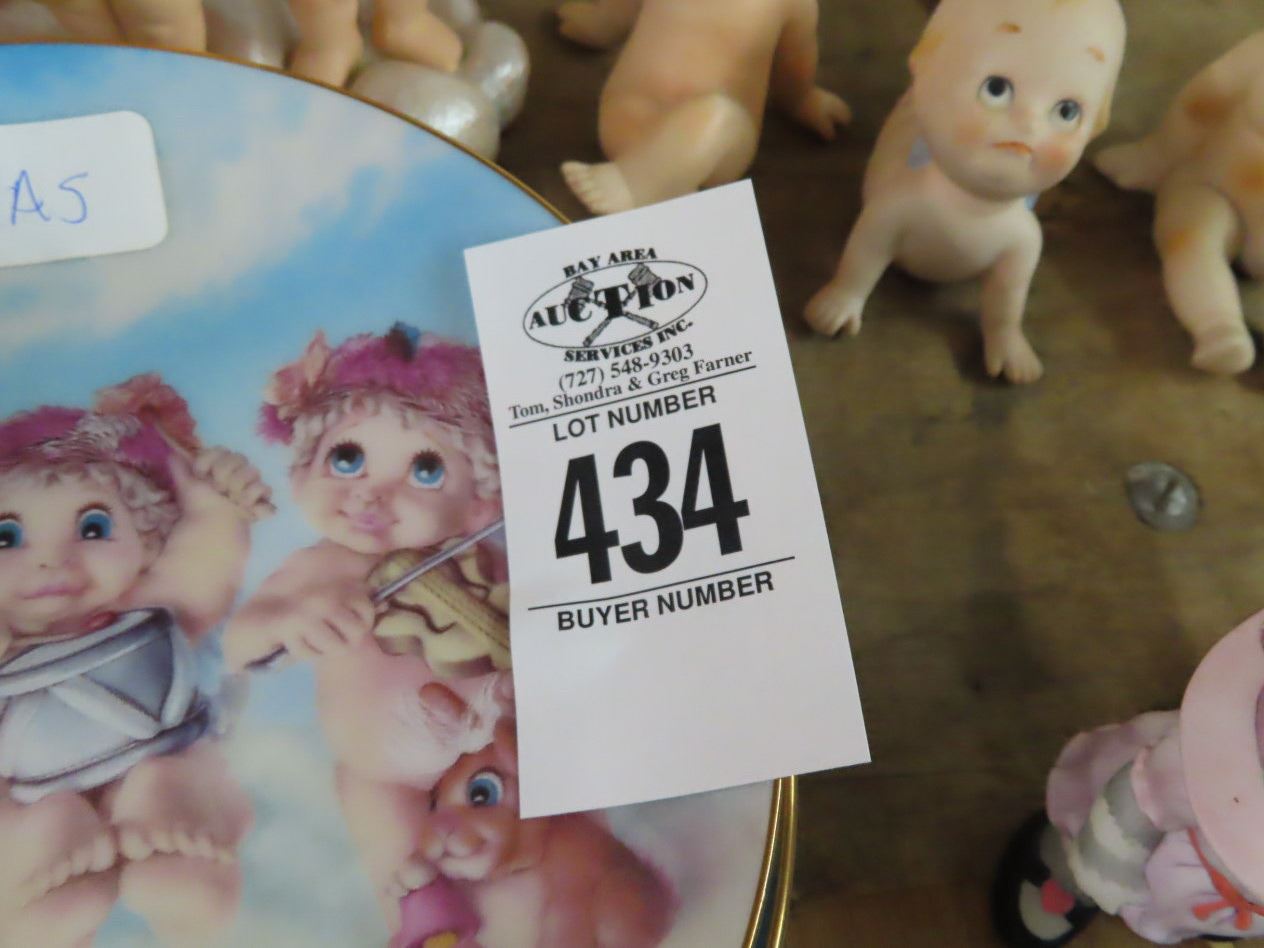 AS
BAY AREA
AUCTION
SERVICES INC.
(727) 548-9303
Tom, Shondra & Greg Farner
LOT NUMBER
434
BUYER NUMBER